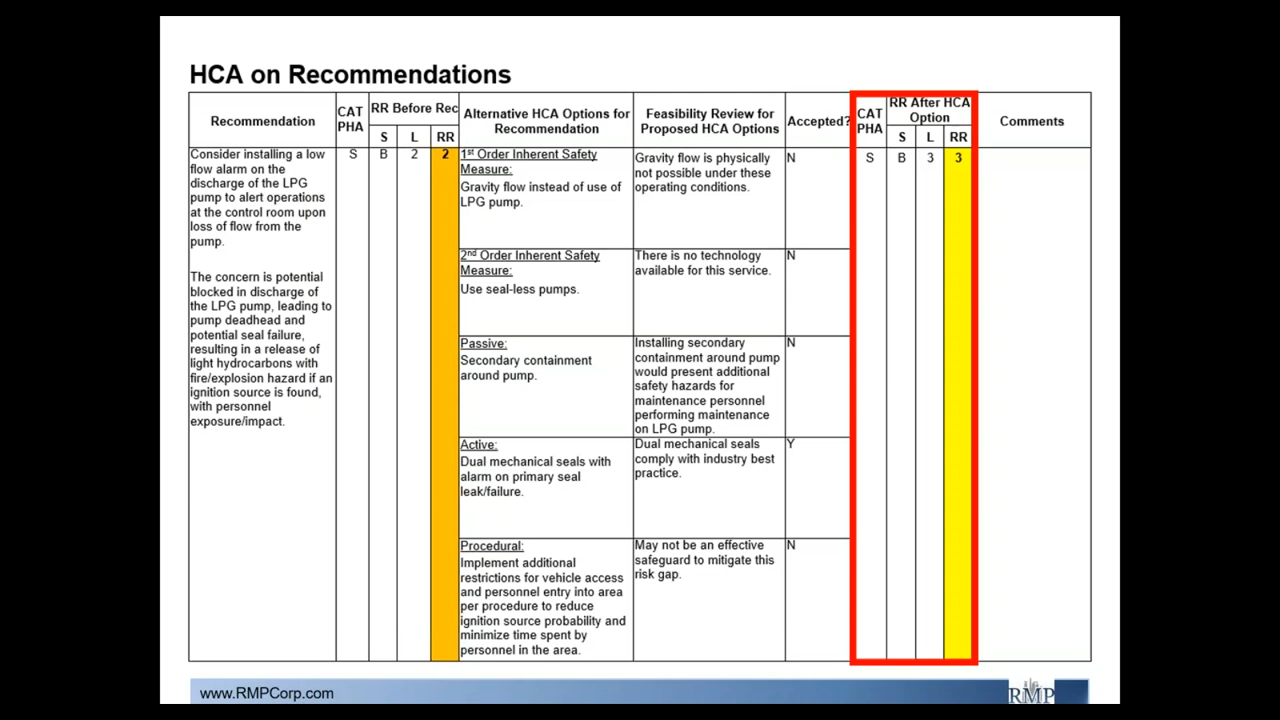 HCA on Recommendations
Recommendation
CAT
PHA
RR Before Rec
S
L
RR
Alternative HCA Options for
Recommendation
Feasibility Review for
Proposed HCA Options
Accepted?
CAT
PHA
RR After HCA
Option
S
L
RR
Comments
Consider installing a low
flow alarm on the
discharge of the LPG
pump to alert operations
at the control room upon
loss of flow from the
pump.
The concern is potential
blocked in discharge of
the LPG pump, leading to
pump deadhead and
potential seal failure,
resulting in a release of
light hydrocarbons with
fire/explosion hazard if an
ignition source is found,
with personnel
exposure/impact.
S
B
2
2
1st Order Inherent Safety
Measure:
Gravity flow instead of use of
LPG pump.
Gravity flow is physically
not possible under these
operating conditions.
N
S
B
3
3
2nd Order Inherent Safety
Measure:
Use seal-less pumps.
There is no technology
available for this service.
N
Passive:
Secondary containment
around pump.
Installing secondary
containment around pump
would present additional
safety hazards for
maintenance personnel
performing maintenance
on LPG pump.
N
Active:
Dual mechanical seals with
alarm on primary seal
leak/failure.
Dual mechanical seals
comply with industry best
practice.
Y
Procedural:
Implement additional
restrictions for vehicle access
and personnel entry into area
per procedure to reduce
ignition source probability and
minimize time spent by
personnel in the area.
May not be an effective
safeguard to mitigate this
risk gap.
N
www.RMPCorp.com
RMP